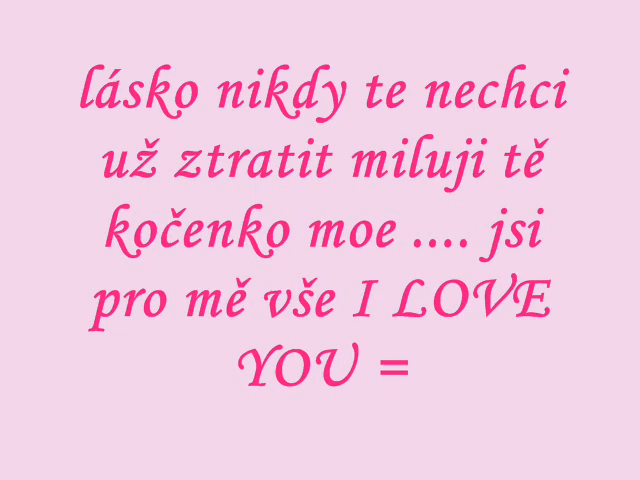 lásko nikdy te nechci
už ztratit miluji tě
kočenko moe .... jsi
pro mě vše I LOVE
YOU =